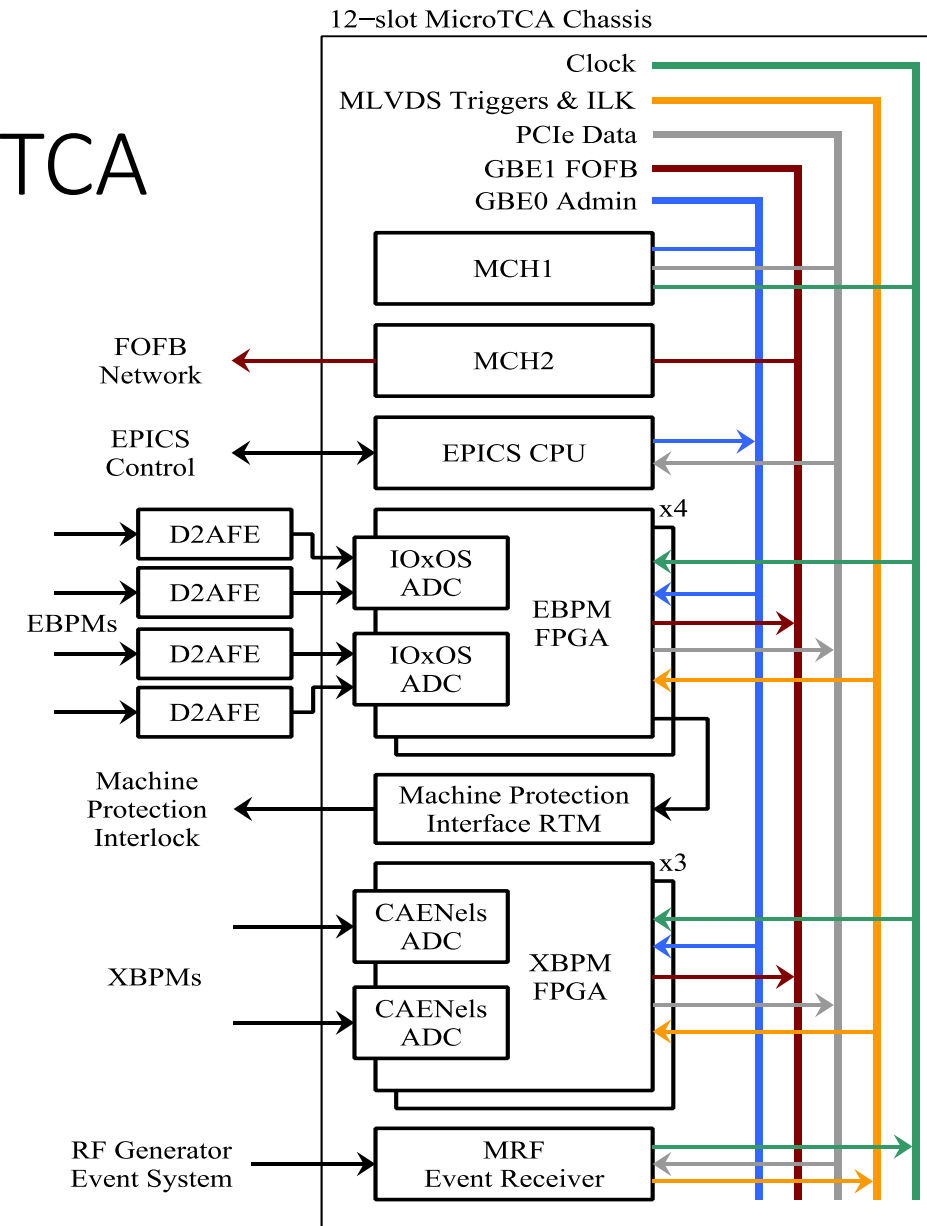 12−slot MicroTCA Chassis
TCA
Clock
MLVDS Triggers & ILK
PCIe Data
GBE1 FOFB
GBE0 Admin
MCH1
FOFB
Network
MCH2
EPICS
Control
EPICS CPU
x4
D2AFE
D2AFE
D2AFE
D2AFE
EBPMs
IOxOS
ADC
IOxOS
ADC
EBPM
FPGA
Machine
Protection
Interlock
Machine Protection
Interface RTM
x3
XBPMs
CAENels
ADC
CAENels
ADC
XBPM
FPGA
RF Generator
Event System
MRF
Event Receiver